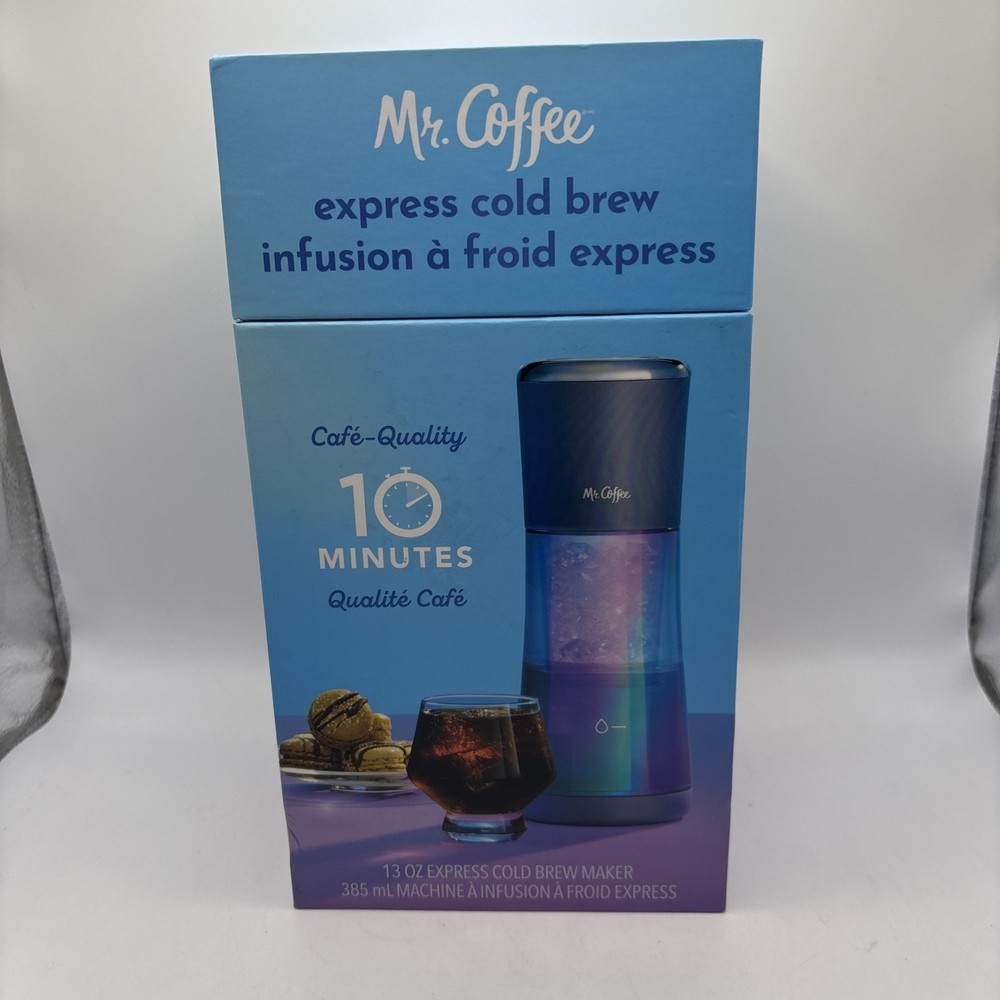 Mr. Coffee
express cold brew
infusion à froid express
Café-Quality
10
MINUTES
Qualité Café
Mr. Coffee
13 OZ EXPRESS COLD BREW MAKER
385 mL MACHINE À INFUSION À FROID EXPRESS